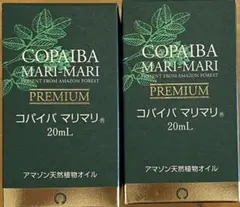 COPAIBA
MARI-MARI
PRESENT FROM AMAZON FOREST
PREMIUM
コパイバ マリマリ®
20mL
アマゾン天然植物オイル
COPAIBA
MARI-MARI
PRESENT FROM AMAZON FOREST
PREMIUM
コパイバ マリマリ®
20mL
アマゾン天然植物オイル